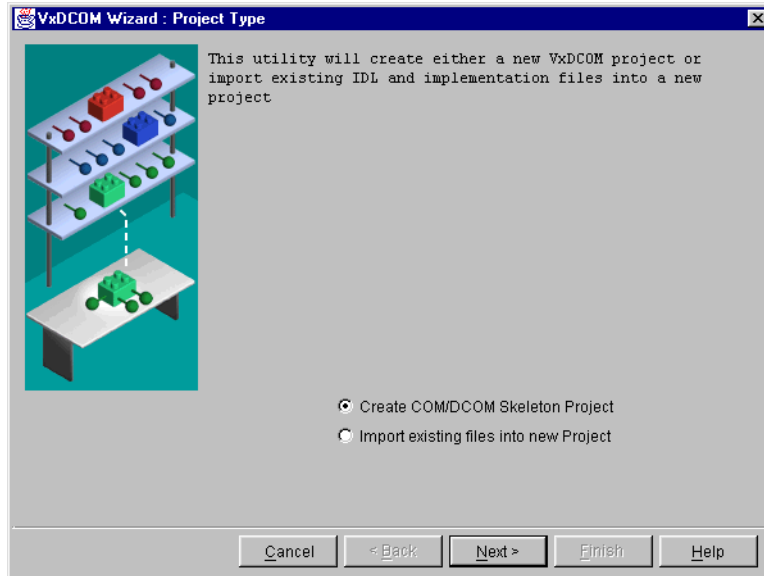 VxDCOM Wizard : Project Type
This utility will create either a new VxDCOM project or
import existing IDL and implementation files into a new
project
Create COM/DCOM Skeleton Project
Import existing files into new Project
Cancel
< Back
Next >
Finish
Help